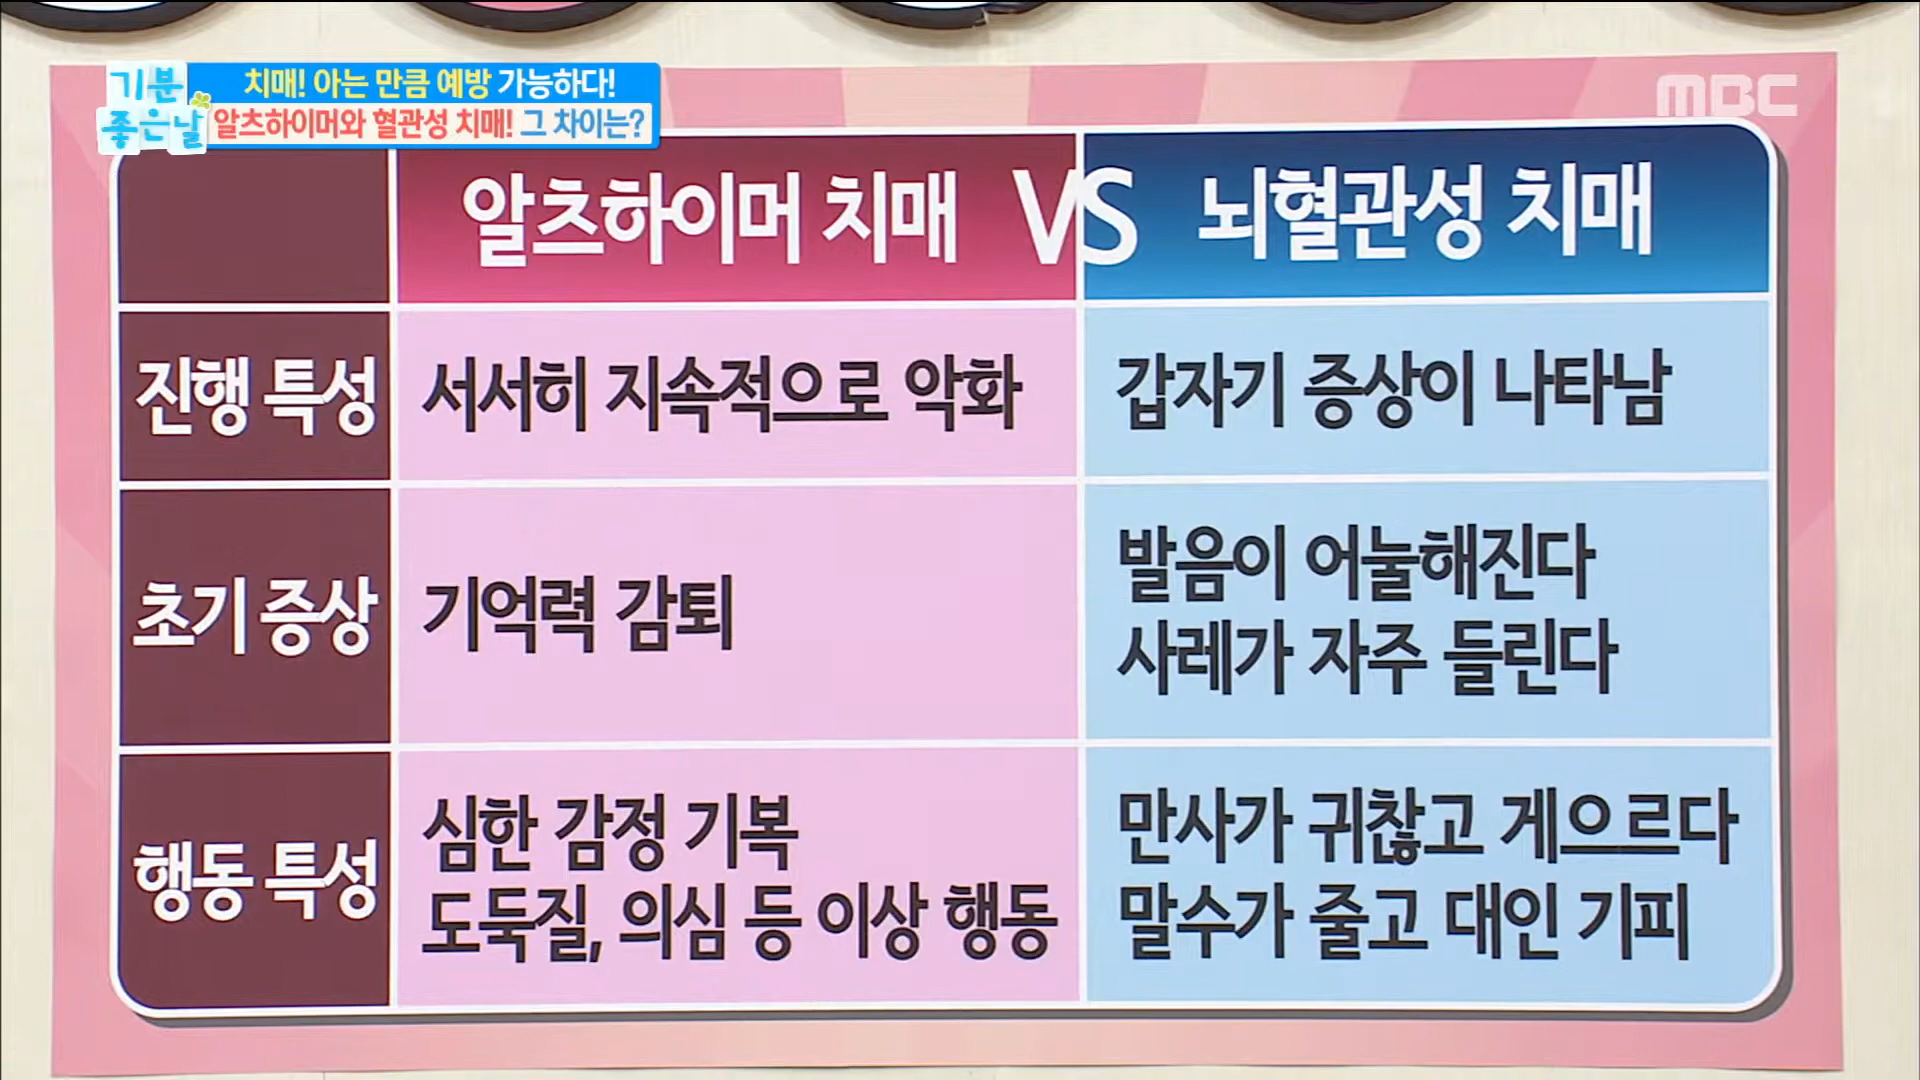 기분
좋은날
치매! 아는 만큼 예방 가능하다!
알츠하이머와 혈관성 치매! 그 차이는?
MBC
알츠하이머 치매 VS 뇌혈관성 치매
진행 특성
서서히 지속적으로 악화
갑자기 증상이 나타남
초기 증상
기억력 감퇴
발음이 어눌해진다
사레가 자주 들린다
행동 특성
심한 감정 기복
도둑질, 의심 등 이상 행동
만사가 귀찮고 게으르다
말수가 줄고 대인 기피